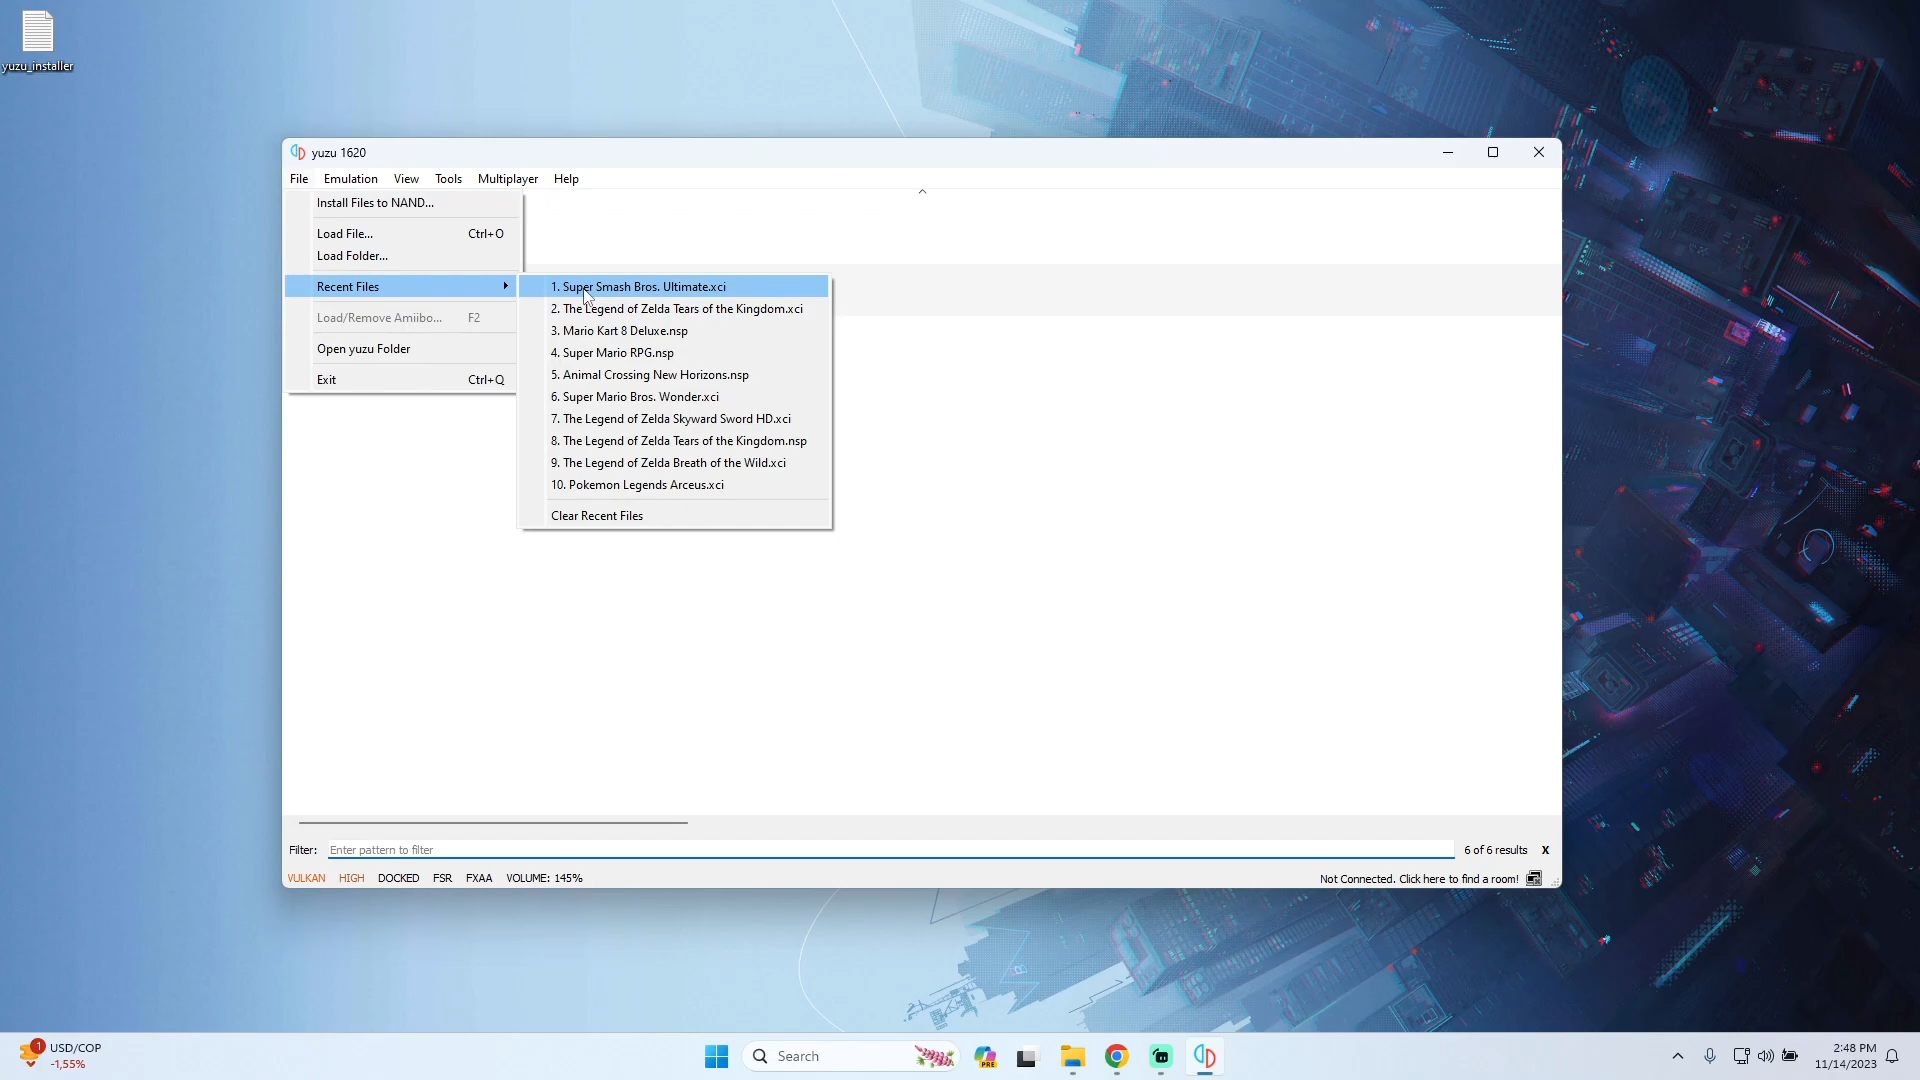 yuzu_installer
yuzu 1620
File Emulation View Tools Multiplayer Help
Install Files to NAND...
Load File... Ctrl+O
Load Folder...
Recent Files
Load/Remove Amiibo... F2
Open yuzu Folder
Exit Ctrl+Q
1. Super Smash Bros. Ultimate.xci
2. The Legend of Zelda Tears of the Kingdom.xci
3. Mario Kart 8 Deluxe.nsp
4. Super Mario RPG.nsp
5. Animal Crossing New Horizons.nsp
6. Super Mario Bros. Wonder.xci
7. The Legend of Zelda Skyward Sword HD.xci
8. The Legend of Zelda Tears of the Kingdom.nsp
9. The Legend of Zelda Breath of the Wild.xci
10. Pokemon Legends Arceus.xci
Clear Recent Files
Filter: Enter pattern to filter 6 of 6 results X
VULKAN HIGH DOCKED FSR FXAA VOLUME: 145% Not Connected. Click here to find a room!
1 USD/COP
-1,55%
Search
PRE
2:48 PM
11/14/2023